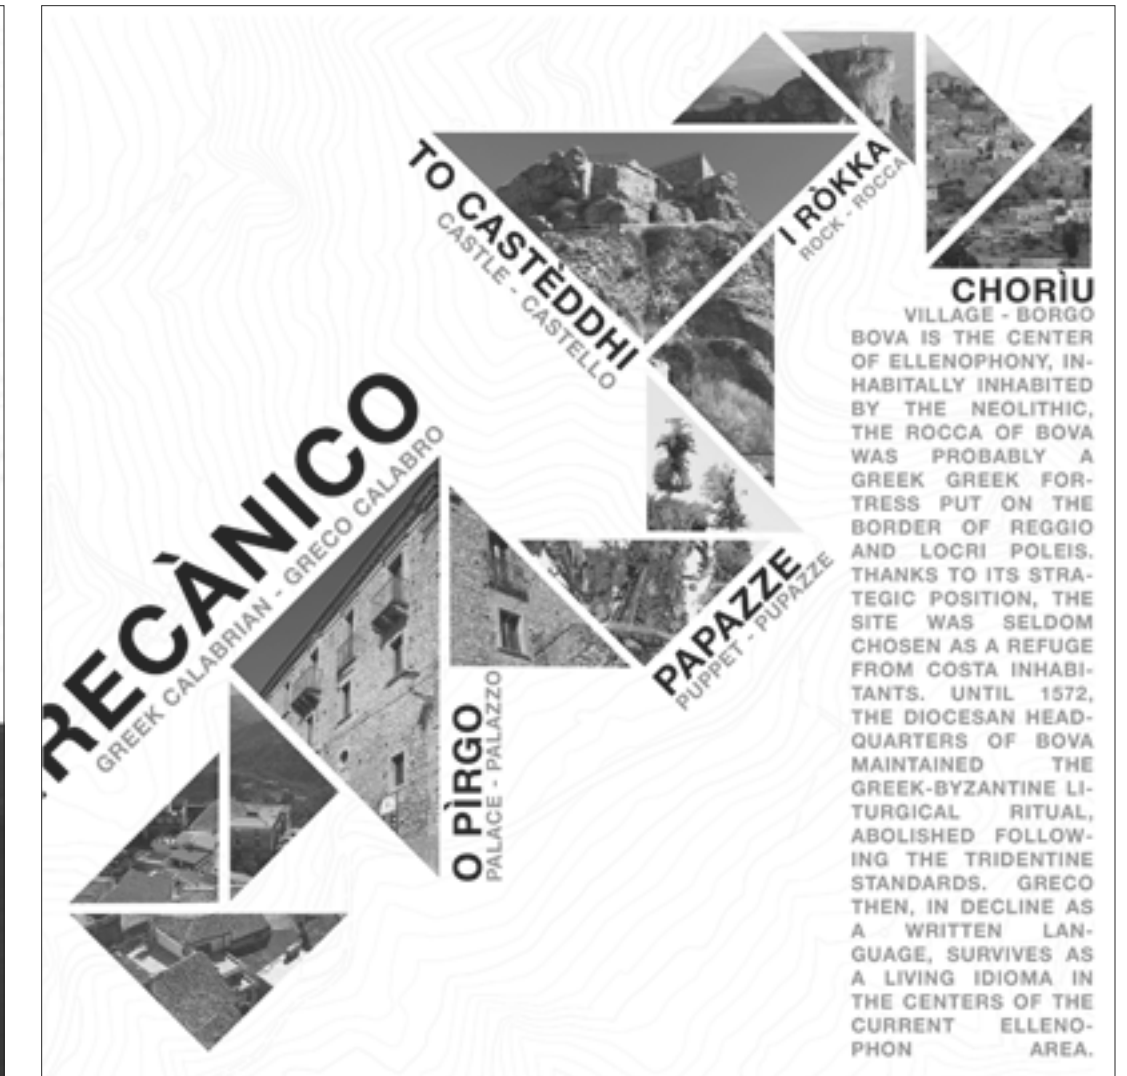 TO CASTÈDDHI
CASTLE - CASTELLO
I RÒKKA
ROCK - ROCCA
RECÀNICO
GREEK CALABRIAN - GRECO CALABRO
O PÌRGO
PALACE - PALAZZO
PAPAZZE
PUPPET - PUPAZZE
CHORÌU
VILLAGE - BORGO
BOVA IS THE CENTER
OF ELLENOPHONY, IN-
HABITALLY INHABITED
BY THE NEOLITHIC,
THE ROCCA OF BOVA
WAS PROBABLY A
GREEK GREEK FOR-
TRESS PUT ON THE
BORDER OF REGGIO
AND LOCRI POLEIS.
THANKS TO ITS STRA-
TEGIC POSITION, THE
SITE WAS SELDOM
CHOSEN AS A REFUGE
FROM COSTA INHABI-
TANTS. UNTIL 1572,
THE DIOCESAN HEAD-
QUARTERS OF BOVA
MAINTAINED THE
GREEK-BYZANTINE LI-
TURGICAL RITUAL,
ABOLISHED FOLLOW-
ING THE TRIDENTINE
STANDARDS. GRECO
THEN, IN DECLINE AS
A WRITTEN LAN-
GUAGE, SURVIVES AS
A LIVING IDIOMA IN
THE CENTERS OF THE
CURRENT ELLENO-
PHON AREA.